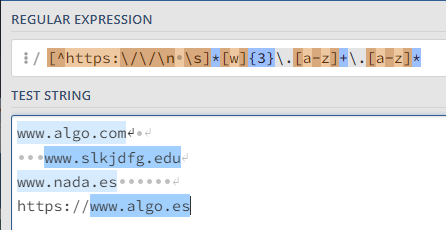 REGULAR EXPRESSION
⋮/ [^https:\/\/\n·\s]*[w]{3}\.[a-z]+\.[a-z]*
TEST STRING
www.algo.com↵·↵
···www.slkjdfg.edu↵
www.nada.es······↵
https://www.algo.es